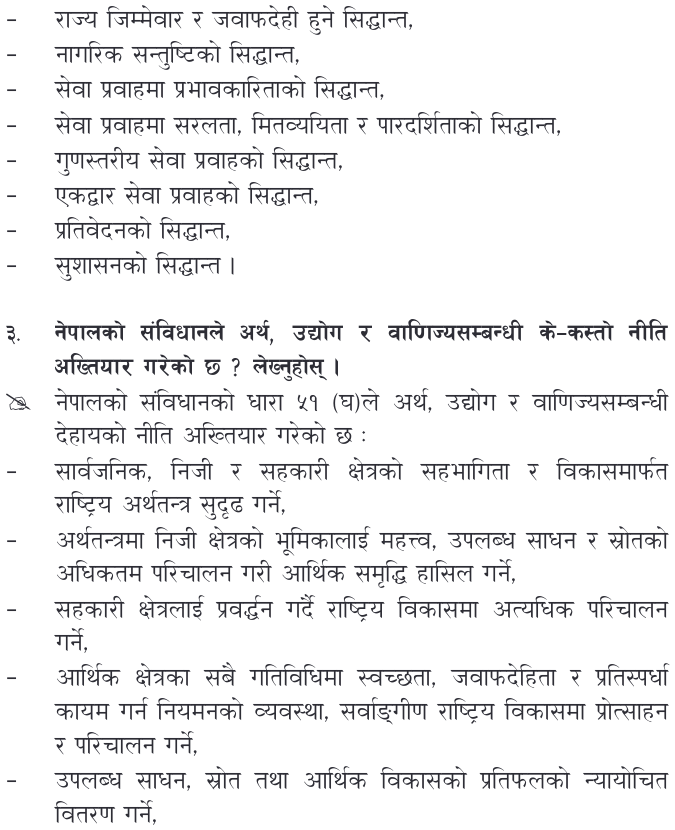 – राज्य जिम्मेवार र जवाफदेही हुने सिद्धान्त,
– नागरिक सन्तुष्टिको सिद्धान्त,
– सेवा प्रवाहमा प्रभावकारिताको सिद्धान्त,
– सेवा प्रवाहमा सरलता, मितव्ययिता र पारदर्शिताको सिद्धान्त,
– गुणस्तरीय सेवा प्रवाहको सिद्धान्त,
– एकद्वार सेवा प्रवाहको सिद्धान्त,
– प्रतिवेदनको सिद्धान्त,
– सुशासनको सिद्धान्त ।
३. नेपालको संविधानले अर्थ, उद्योग र वाणिज्यसम्बन्धी के–कस्तो नीति
अख्तियार गरेको छ ? लेख्नुहोस् ।
नेपालको संविधानको धारा ५१ (घ)ले अर्थ, उद्योग र वाणिज्यसम्बन्धी
देहायको नीति अख्तियार गरेको छ :
– सार्वजनिक, निजी र सहकारी क्षेत्रको सहभागिता र विकासमार्फत
राष्ट्रिय अर्थतन्त्र सुदृढ गर्ने,
– अर्थतन्त्रमा निजी क्षेत्रको भूमिकालाई महत्त्व, उपलब्ध साधन र स्रोतको
अधिकतम परिचालन गरी आर्थिक समृद्धि हासिल गर्ने,
– सहकारी क्षेत्रलाई प्रवर्द्धन गर्दै राष्ट्रिय विकासमा अत्यधिक परिचालन
गर्ने,
– आर्थिक क्षेत्रका सबै गतिविधिमा स्वच्छता, जवाफदेहिता र प्रतिस्पर्धा
कायम गर्न नियमनको व्यवस्था, सर्वाङ्गीण राष्ट्रिय विकासमा प्रोत्साहन
र परिचालन गर्ने,
– उपलब्ध साधन, स्रोत तथा आर्थिक विकासको प्रतिफलको न्यायोचित
वितरण गर्ने,